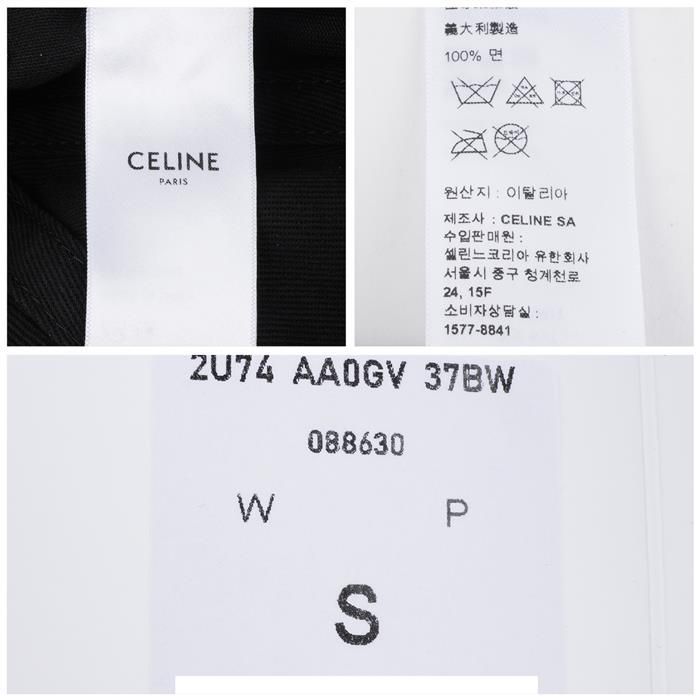 CELINE
PARIS
義大利製造
100% 면
원산지 : 이탈리아
제조사 : CELINE SA
수입판매원 :
셀린느코리아 유한회사
서울시 중구 청계천로
24, 15F
소비자상담실 :
1577-8841
2U74 AA0GV 37BW
088630
W P
S